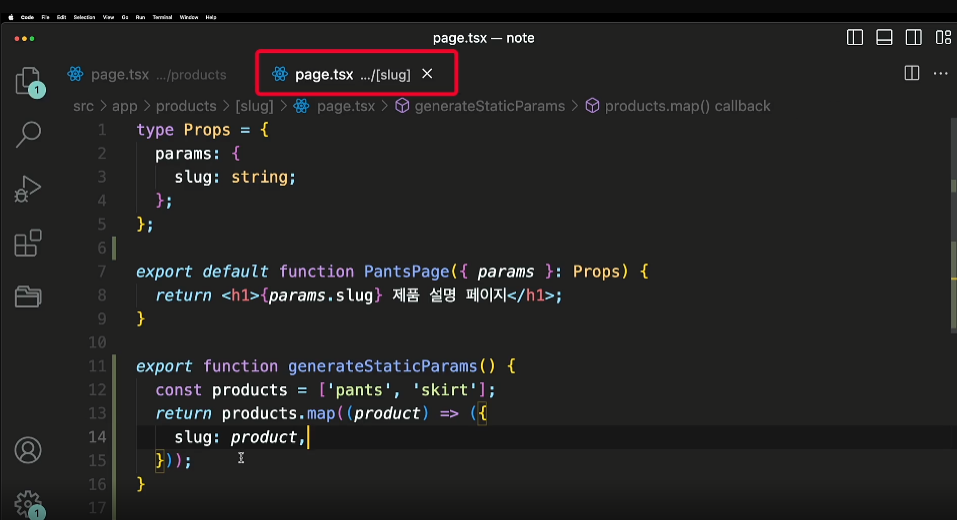 Code File Edit Selection View Go Run Terminal Window Help
page.tsx — note
page.tsx .../products page.tsx .../[slug]
src > app > products > [slug] > page.tsx > generateStaticParams > products.map() callback
1 type Props = {
2 params: {
3 slug: string;
4 };
5 };
6
7 export default function PantsPage({ params }: Props) {
8 return <h1>{params.slug} 제품 설명 페이지</h1>;
9 }
10
11 export function generateStaticParams() {
12 const products = ['pants', 'skirt'];
13 return products.map((product) => ({
14 slug: product,
15 }));
16 }
17
1
1